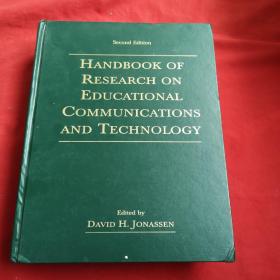 Second Edition
HANDBOOK OF
RESEARCH ON
EDUCATIONAL
COMMUNICATIONS
AND TECHNOLOGY
Edited by
DAVID H. JONASSEN